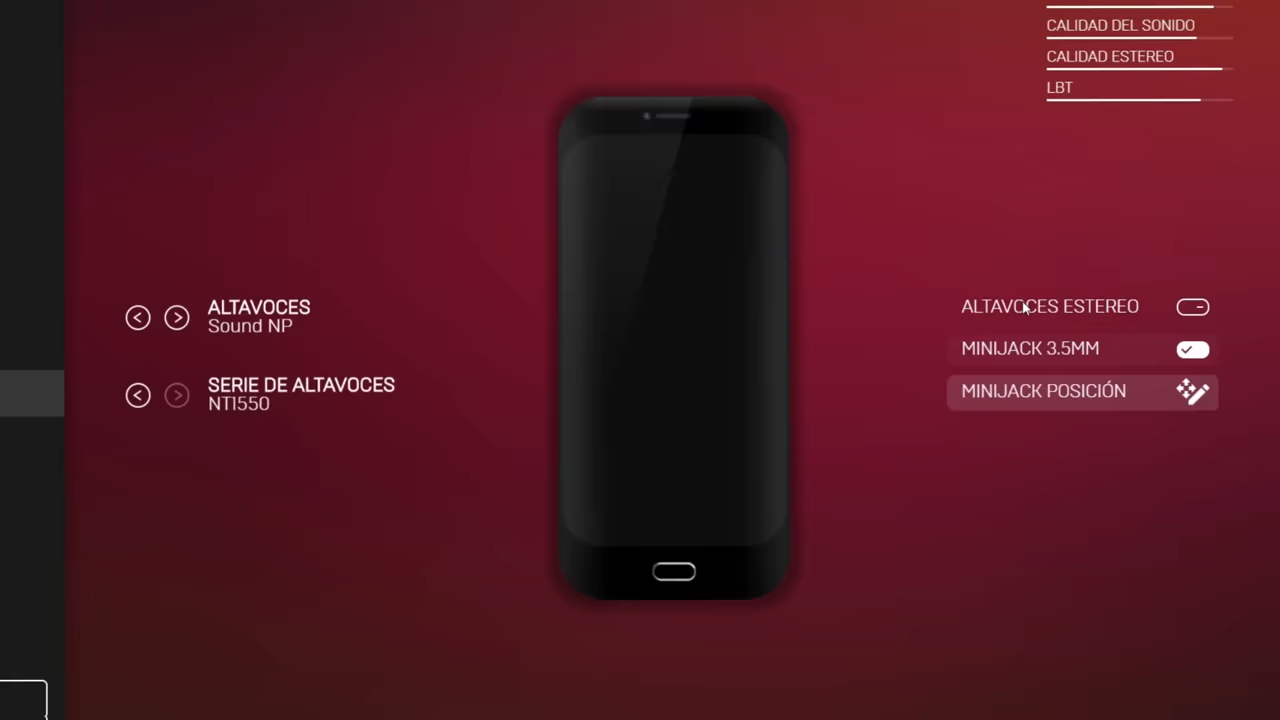 CALIDAD DEL SONIDO
CALIDAD ESTEREO
LBT
ALTAVOCES
Sound NP
SERIE DE ALTAVOCES
NT1550
ALTAVOCES ESTEREO
MINIJACK 3.5MM
MINIJACK POSICIÓN